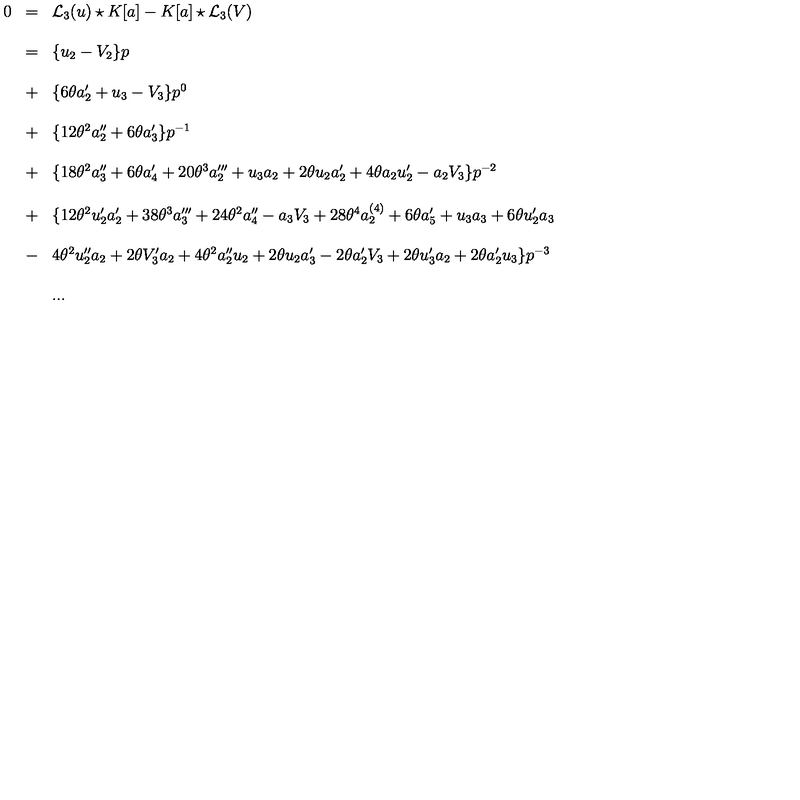 0 = \mathcal{L}_3(u) \star K[a] - K[a] \star \mathcal{L}_3(V)
= \{u_2 - V_2\}p
+ \{6\theta a_2' + u_3 - V_3\}p^0
+ \{12\theta^2 a_2'' + 6\theta a_3'\}p^{-1}
+ \{18\theta^2 a_3'' + 6\theta a_4' + 20\theta^3 a_2''' + u_3 a_2 + 2\theta u_2 a_2' + 4\theta a_2 u_2' - a_2 V_3\}p^{-2}
+ \{12\theta^2 u_2' a_2' + 38\theta^3 a_3''' + 24\theta^2 a_4'' - a_3 V_3 + 28\theta^4 a_2^{(4)} + 6\theta a_5' + u_3 a_3 + 6\theta u_2' a_3
- 4\theta^2 u_2'' a_2 + 2\theta V_3' a_2 + 4\theta^2 a_2'' u_2 + 2\theta u_2 a_3' - 2\theta a_2' V_3 + 2\theta u_3' a_2 + 2\theta a_2' u_3\}p^{-3}
...